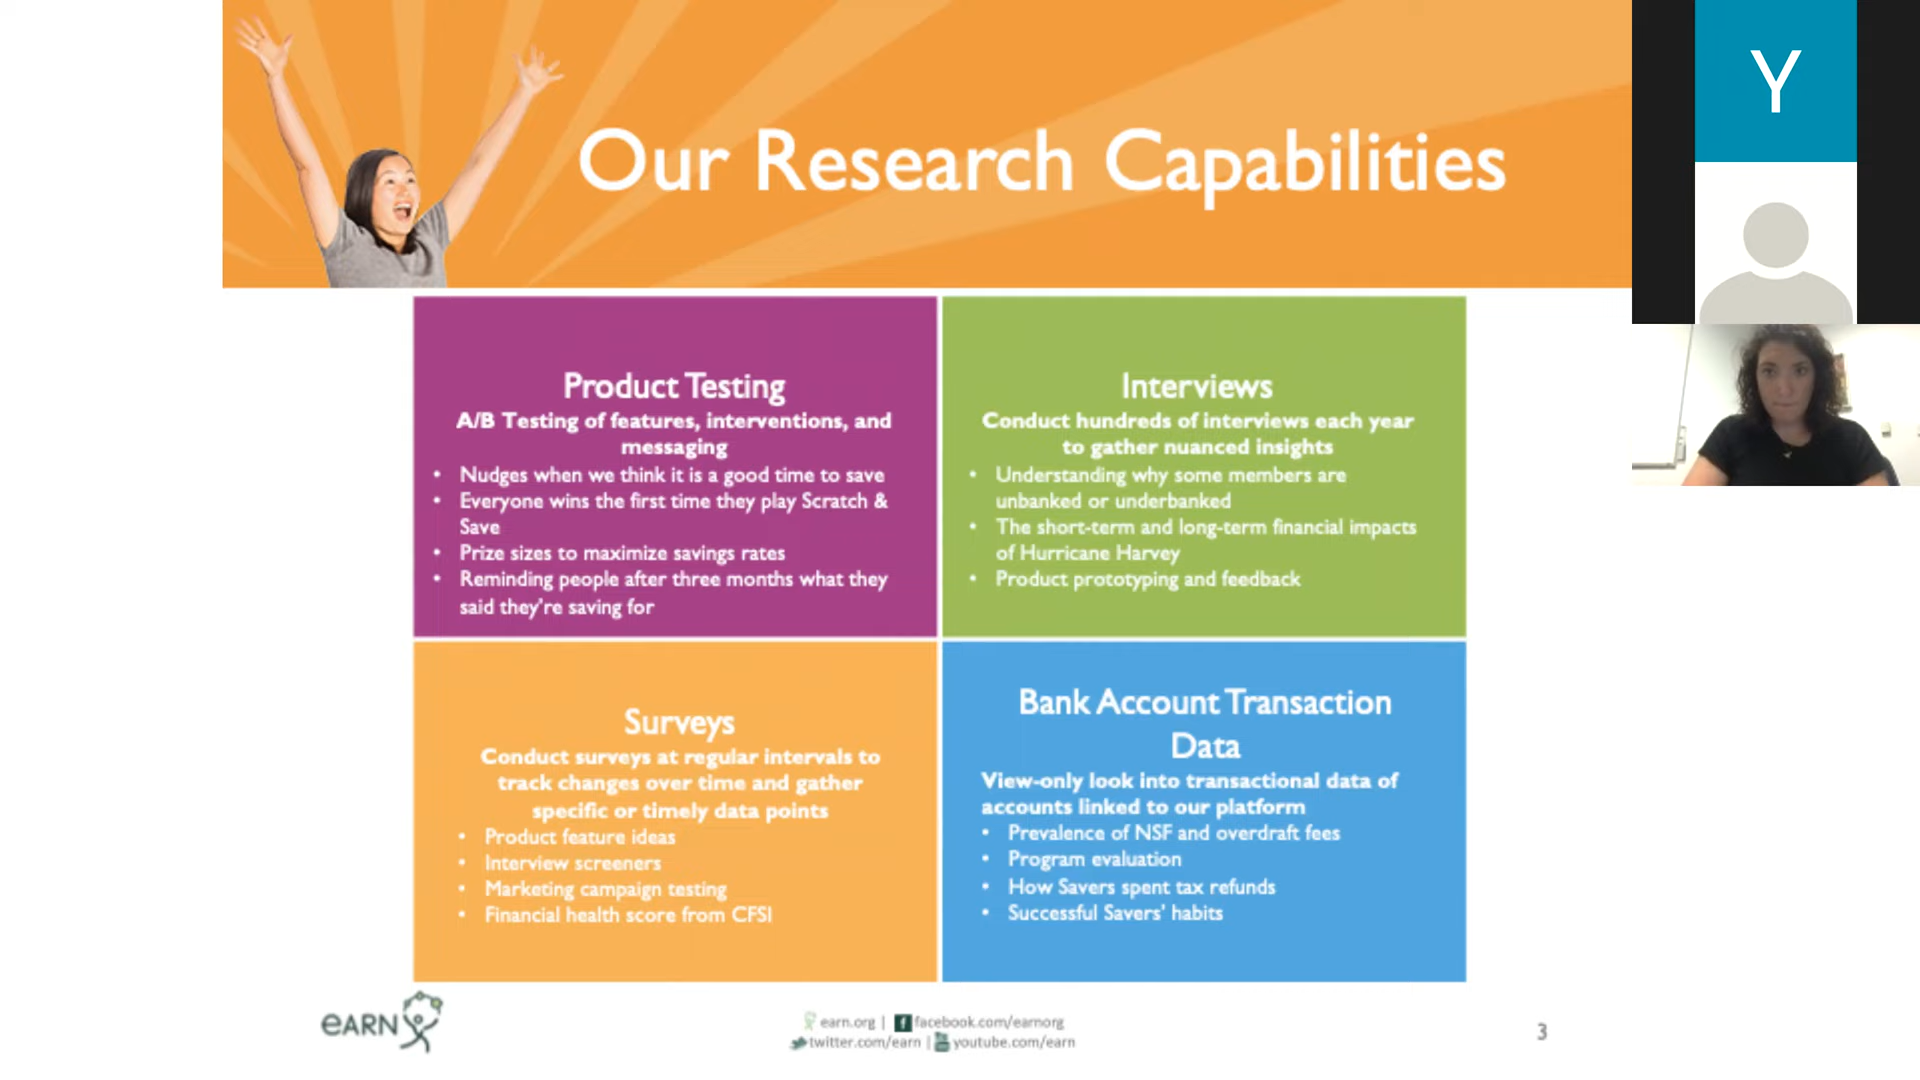 Our Research Capabilities
Y
Product Testing
A/B Testing of features, interventions, and
messaging
• Nudges when we think it is a good time to save
• Everyone wins the first time they play Scratch &
Save
• Prize sizes to maximize savings rates
• Reminding people after three months what they
said they're saving for
Interviews
Conduct hundreds of interviews each year
to gather nuanced insights
• Understanding why some members are
unbanked or underbanked
• The short-term and long-term financial impacts
of Hurricane Harvey
• Product prototyping and feedback
Surveys
Conduct surveys at regular intervals to
track changes over time and gather
specific or timely data points
• Product feature ideas
• Interview screeners
• Marketing campaign testing
• Financial health score from CFSI
Bank Account Transaction
Data
View-only look into transactional data of
accounts linked to our platform
• Prevalence of NSF and overdraft fees
• Program evaluation
• How Savers spent tax refunds
• Successful Savers' habits
eARN
earn.org | facebook.com/earnorg
twitter.com/earn | youtube.com/earn
3